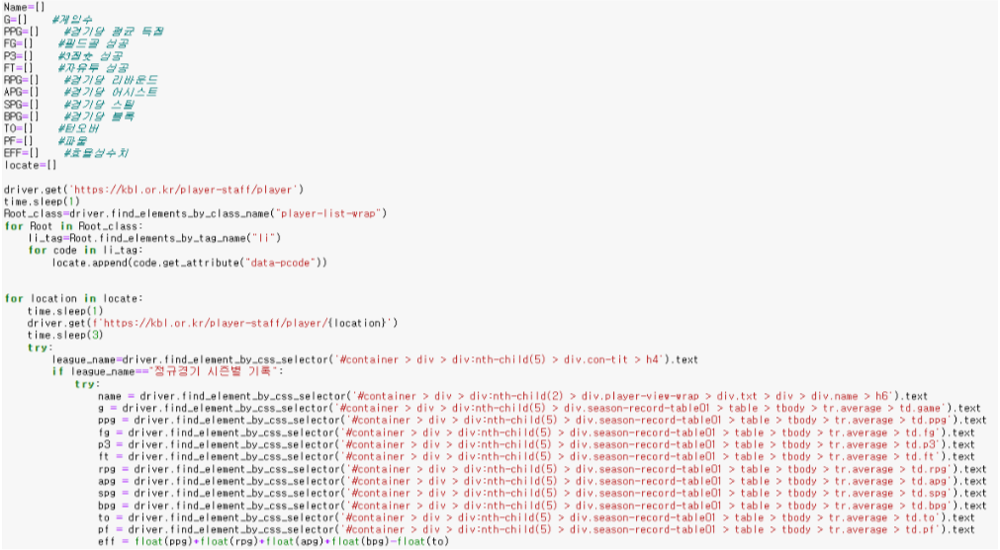 Name=[]
G=[]    #게임수
PPG=[]    #경기당 평균 득점
FG=[]    #필드골 성공
P3=[]    #3점슛 성공
FT=[]    #자유투 성공
RPG=[]    #경기당 리바운드
APG=[]    #경기당 어시스트
SPG=[]    #경기당 스틸
BPG=[]    #경기당 블록
TO=[]    #턴오버
PF=[]    #파울
EFF=[]    #효율성수치
locate=[]

driver.get('https://kbl.or.kr/player-staff/player')
time.sleep(1)
Root_class=driver.find_elements_by_class_name("player-list-wrap")
for Root in Root_class:
    li_tag=Root.find_elements_by_tag_name("li")
    for code in li_tag:
        locate.append(code.get_attribute("data-pcode"))

for location in locate:
    time.sleep(1)
    driver.get(f'https://kbl.or.kr/player-staff/player/{location}')
    time.sleep(3)
    try:
        league_name=driver.find_element_by_css_selector('#container > div > div:nth-child(5) > div.con-tit > h4').text
        if league_name=="정규경기 시즌별 기록":
            try:
                name = driver.find_element_by_css_selector('#container > div > div:nth-child(2) > div.player-view-wrap > div.txt > div > div.name > h6').text
                g = driver.find_element_by_css_selector('#container > div > div:nth-child(5) > div.season-record-table01 > table > tbody > tr.average > td.game').text
                ppg = driver.find_element_by_css_selector('#container > div > div:nth-child(5) > div.season-record-table01 > table > tbody > tr.average > td.ppg').text
                fg = driver.find_element_by_css_selector('#container > div > div:nth-child(5) > div.season-record-table01 > table > tbody > tr.average > td.fg').text
                p3 = driver.find_element_by_css_selector('#container > div > div:nth-child(5) > div.season-record-table01 > table > tbody > tr.average > td.p3').text
                ft = driver.find_element_by_css_selector('#container > div > div:nth-child(5) > div.season-record-table01 > table > tbody > tr.average > td.ft').text
                rpg = driver.find_element_by_css_selector('#container > div > div:nth-child(5) > div.season-record-table01 > table > tbody > tr.average > td.rpg').text
                apg = driver.find_element_by_css_selector('#container > div > div:nth-child(5) > div.season-record-table01 > table > tbody > tr.average > td.apg').text
                spg = driver.find_element_by_css_selector('#container > div > div:nth-child(5) > div.season-record-table01 > table > tbody > tr.average > td.spg').text
                bpg = driver.find_element_by_css_selector('#container > div > div:nth-child(5) > div.season-record-table01 > table > tbody > tr.average > td.bpg').text
                to = driver.find_element_by_css_selector('#container > div > div:nth-child(5) > div.season-record-table01 > table > tbody > tr.average > td.to').text
                pf = driver.find_element_by_css_selector('#container > div > div:nth-child(5) > div.season-record-table01 > table > tbody > tr.average > td.pf').text
                eff = float(ppg)+float(rpg)+float(apg)+float(bpg)-float(to)